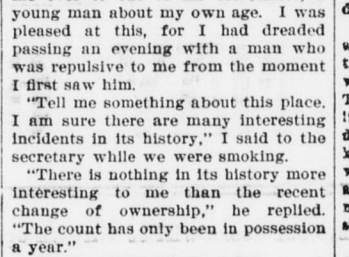 young man about my own age. I was
pleased at this, for I had dreaded
passing an evening with a man who
was repulsive to me from the moment
I first saw him.
"Tell me something about this place.
I am sure there are many interesting
incidents in its history," I said to the
secretary while we were smoking.
"There is nothing in its history more
interesting to me than the recent
change of ownership," he replied.
"The count has only been in possession
a year."